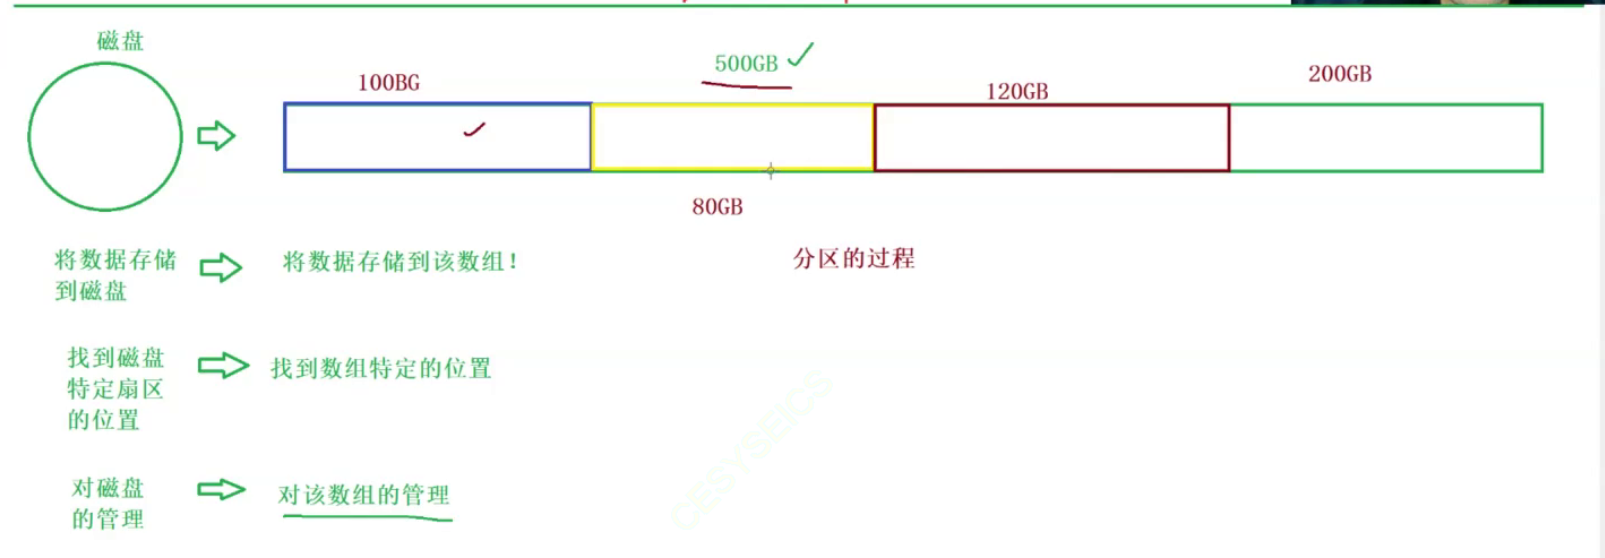 磁盘
100BG
500GB
120GB
200GB
80GB
将数据存储
到磁盘
将数据存储到该数组！
分区的过程
找到磁盘
特定扇区
的位置
找到数组特定的位置
对磁盘
的管理
对该数组的管理
CESYSEICS